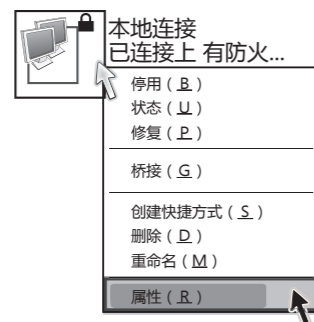 本地连接
已连接上 有防火...
停用（B）
状态（U）
修复（P）
桥接（G）
创建快捷方式（S）
删除（D）
重命名（M）
属性（R）